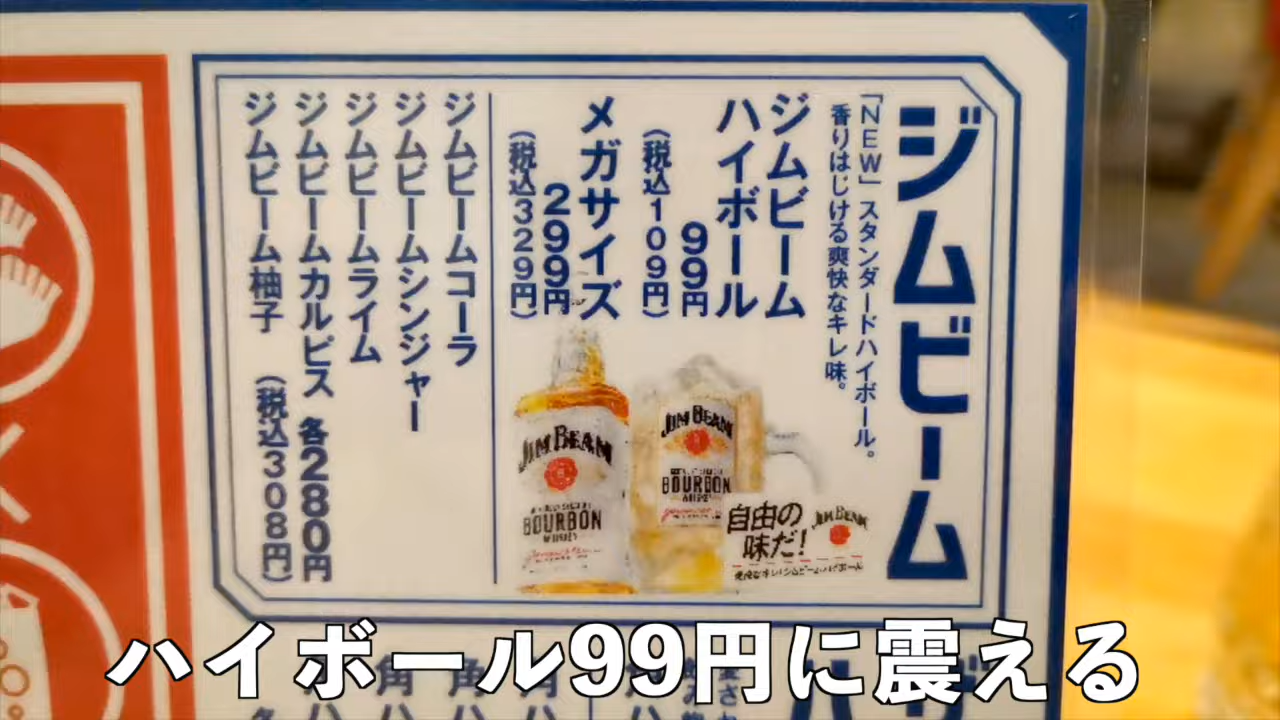 ジムビーム
「NEW」スタンダードハイボール。
香りはじける爽快なキレ味。
ジムビーム
ハイボール
99円
(税込109円)
メガサイズ
299円
(税込329円)
ジムビームコーラ
ジムビームジンジャー
ジムビームライム
ジムビームカルピス 各280円
ジムビーム柚子 (税込308円)
JIM BEAM
BOURBON
WHISKEY
JIM BEAM
BOURBON
自由の
味だ!
JIM BEAM
ハイボール99円に震える